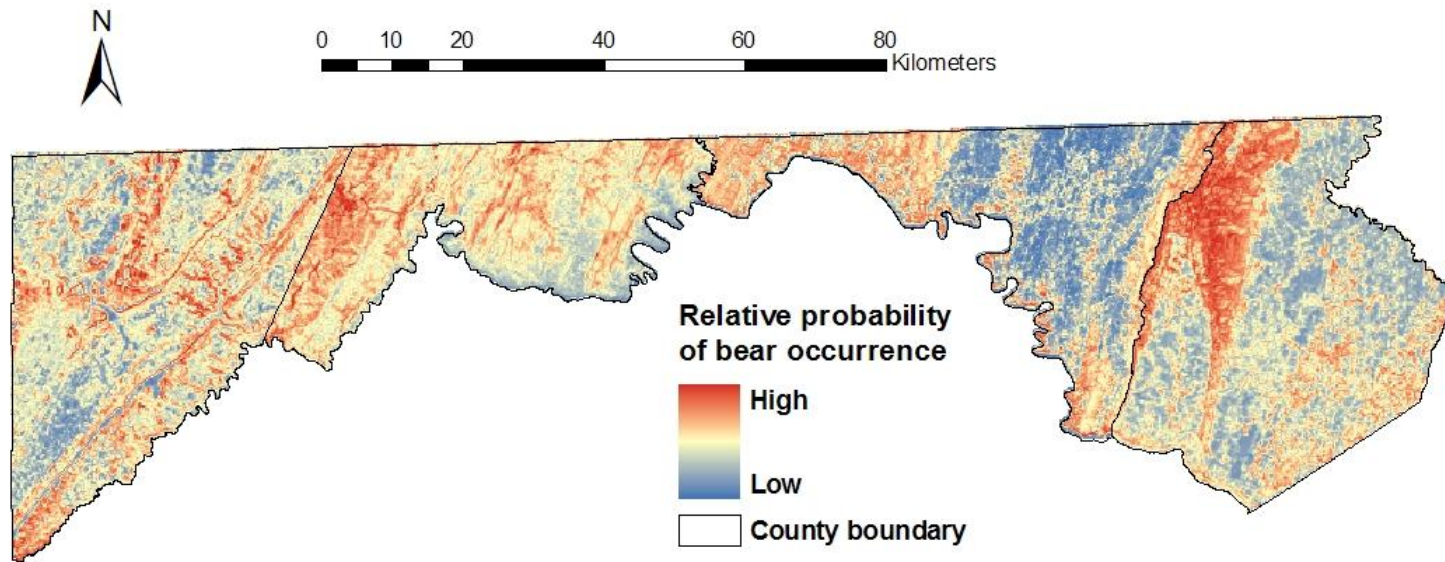 N
0 10 20 40 60 80
Kilometers
Relative probability
of bear occurrence
High
Low
County boundary